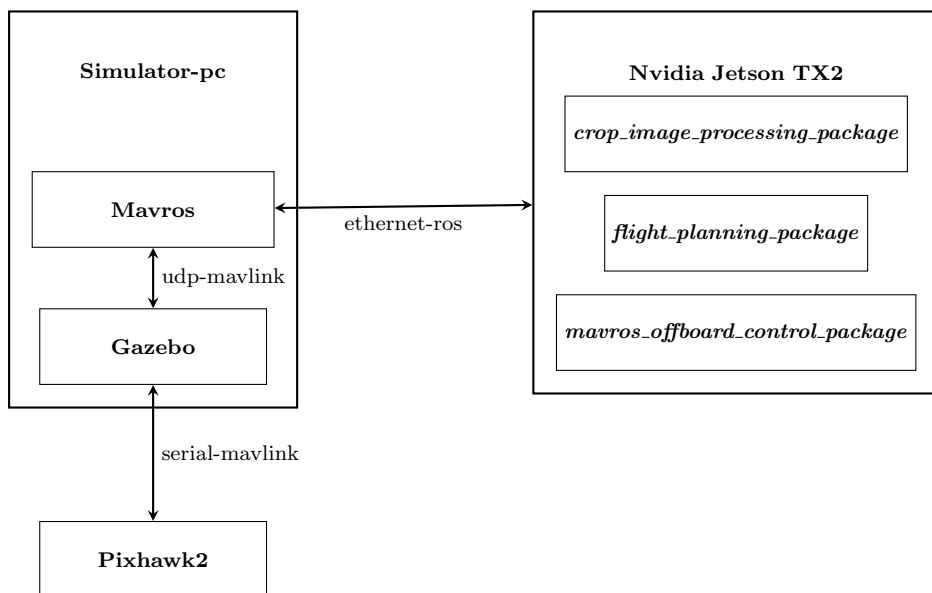 Simulator-pc
Mavros
udp-mavlink
Gazebo
serial-mavlink
Pixhawk2
ethernet-ros
Nvidia Jetson TX2
crop_image_processing_package
flight_planning_package
mavros_offboard_control_package